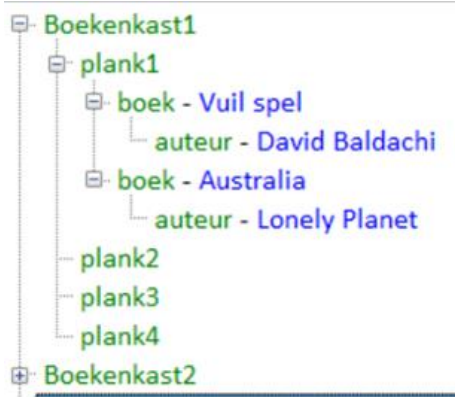 Boekenkast1
plank1
boek - Vuil spel
auteur - David Baldachi
boek - Australia
auteur - Lonely Planet
plank2
plank3
plank4
Boekenkast2